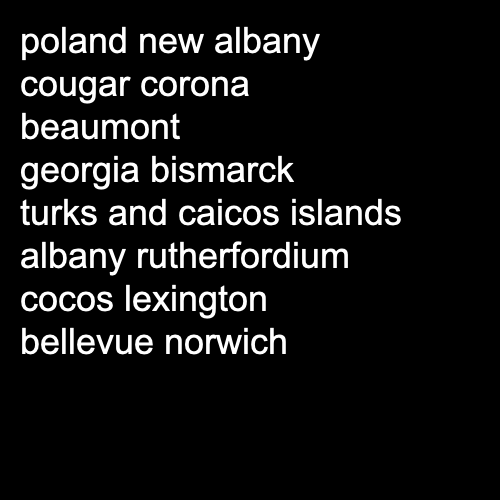 poland new albany
cougar corona
beaumont
georgia bismarck
turks and caicos islands
albany rutherfordium
cocos lexington
bellevue norwich